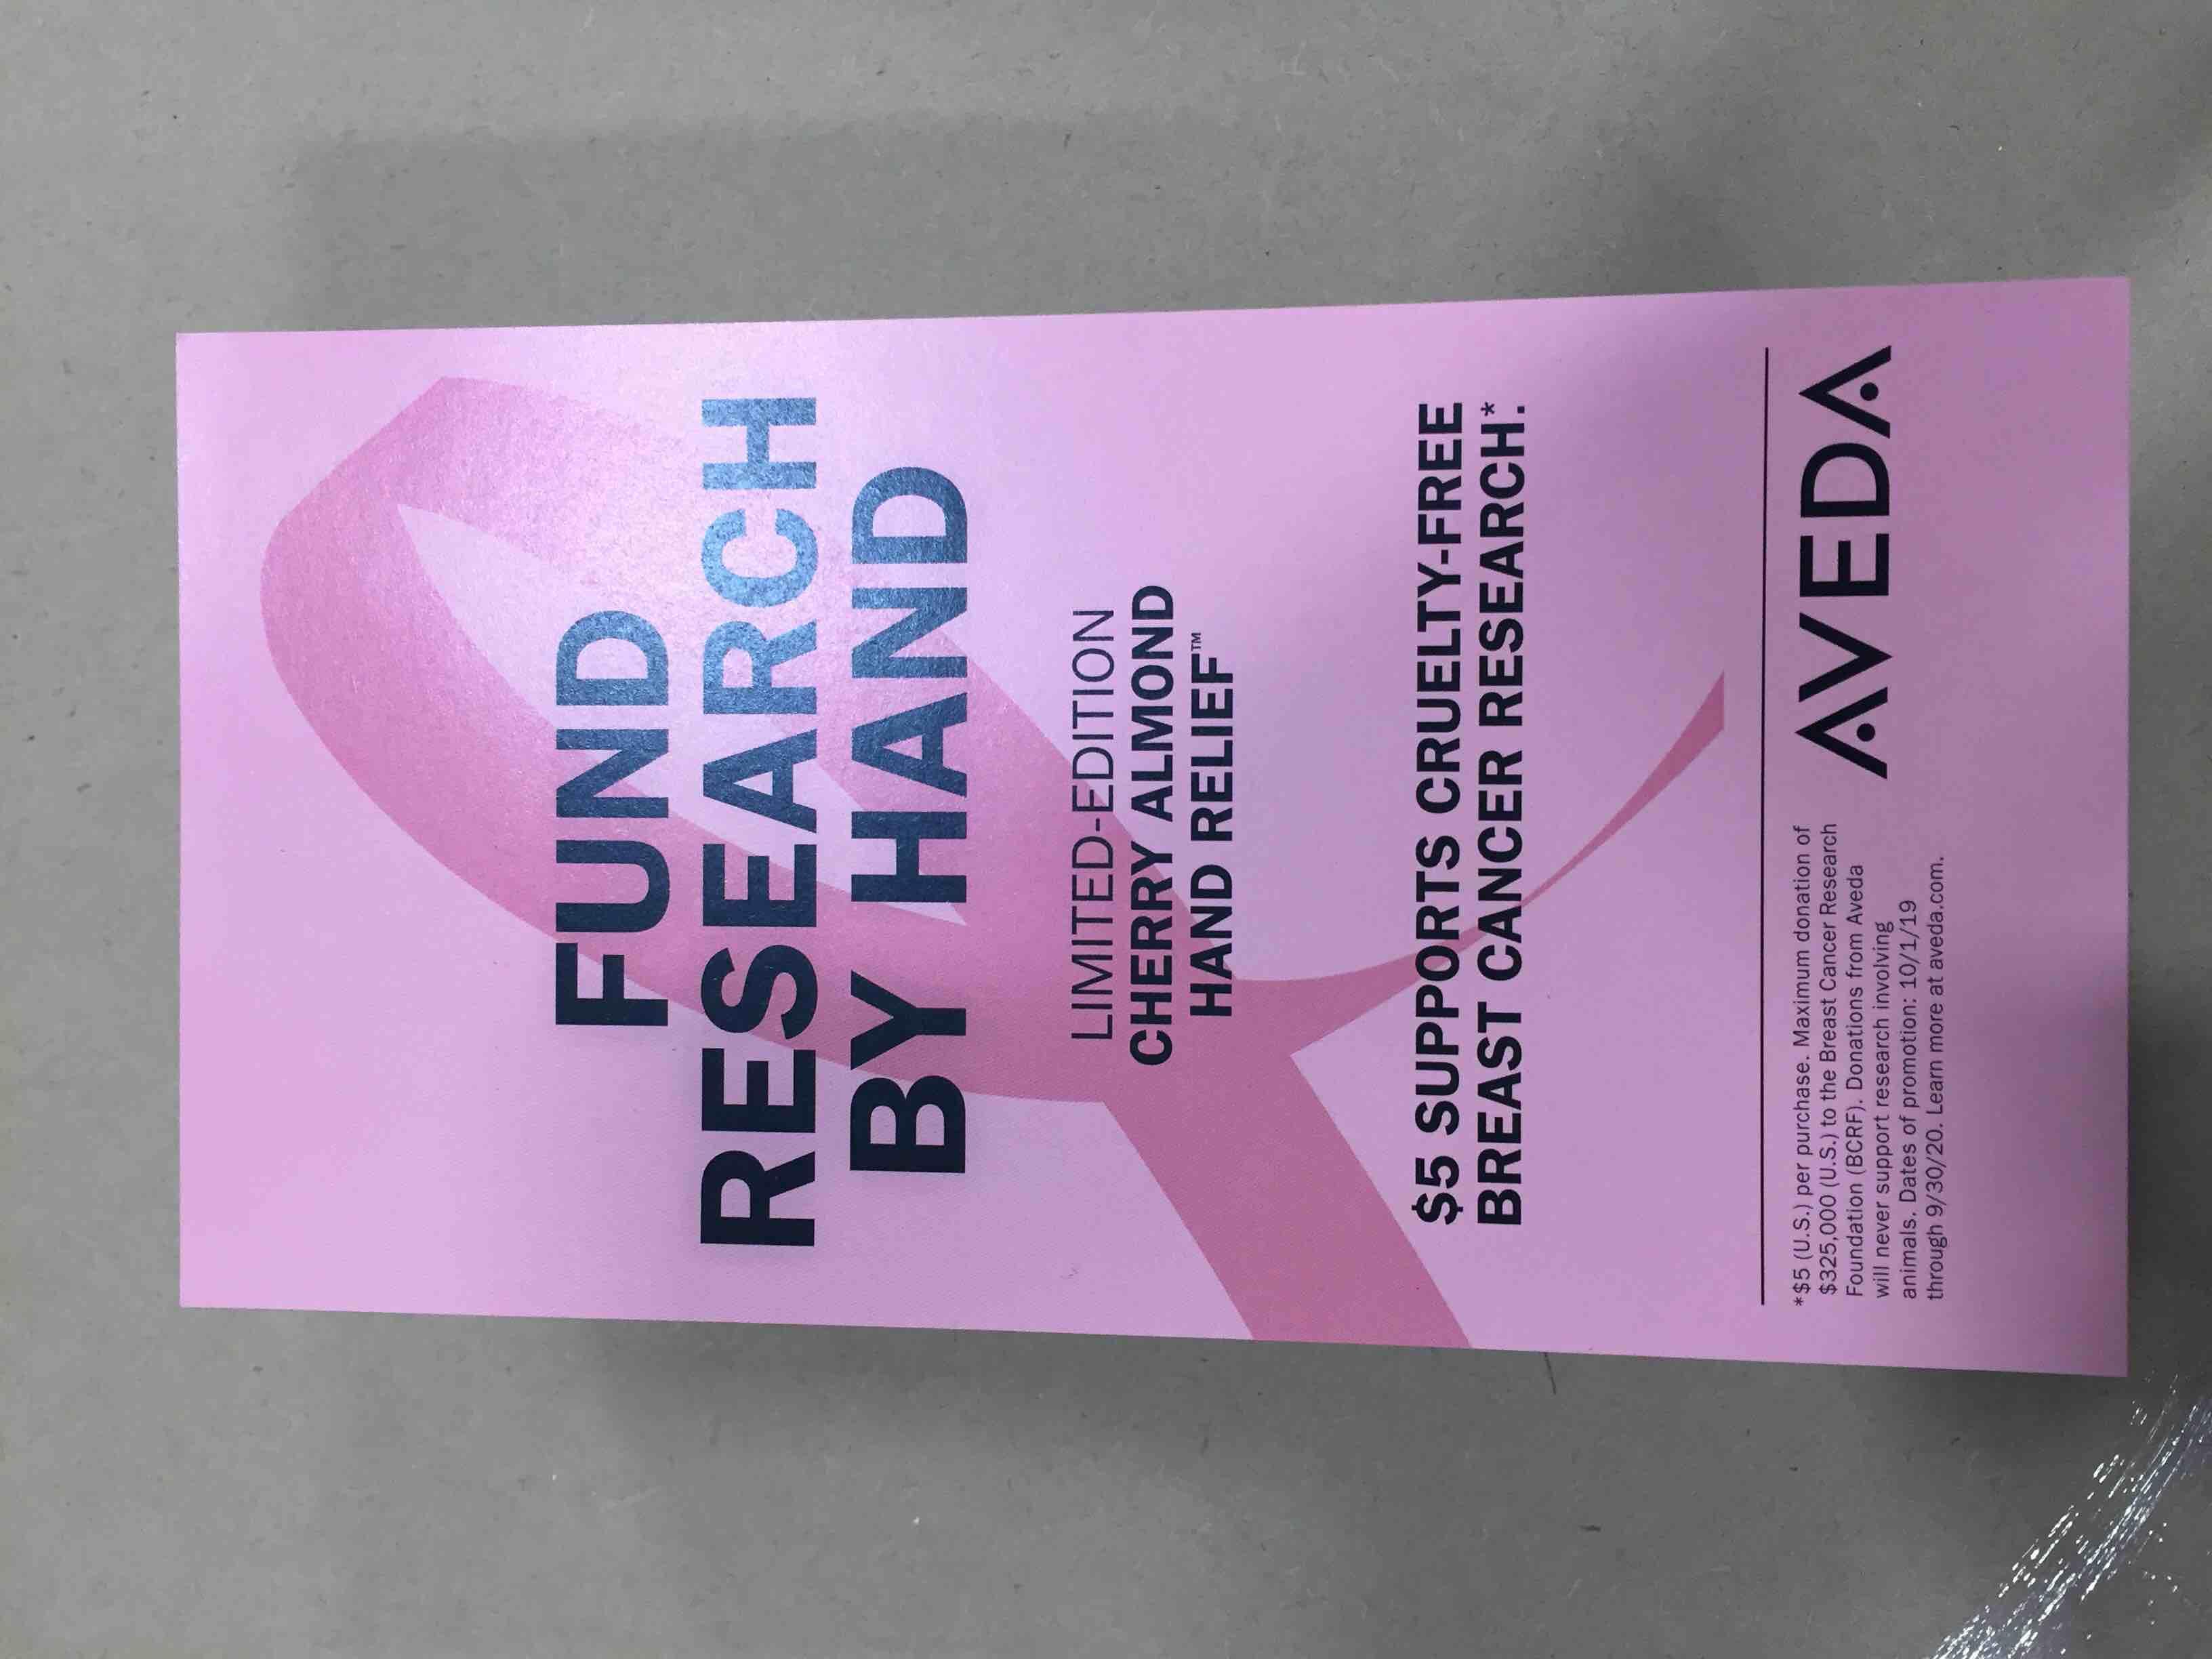 FUND
RESEARCH
BY HAND
LIMITED-EDITION
CHERRY ALMOND
HAND RELIEF™
$5 SUPPORTS CRUELTY-FREE
BREAST CANCER RESEARCH.*
*$5 (U.S.) per purchase. Maximum donation of
$325,000 (U.S.) to the Breast Cancer Research
Foundation (BCRF). Donations from Aveda
will never support research involving
animals. Dates of promotion: 10/1/19
through 9/30/20. Learn more at aveda.com.
AVEDA